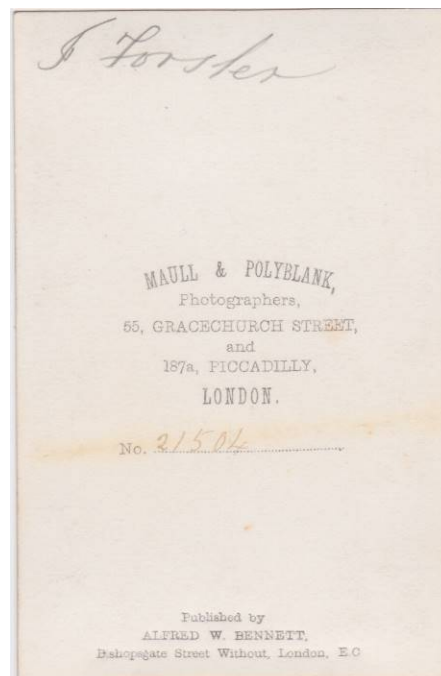 J Forster
MAULL & POLYBLANK,
Photographers,
55, GRACECHURCH STREET,
and
187a, PICCADILLY,
LONDON.
No. 21504
Published by
ALFRED W. BENNETT,
Bishopsgate Street Without, London, E.C